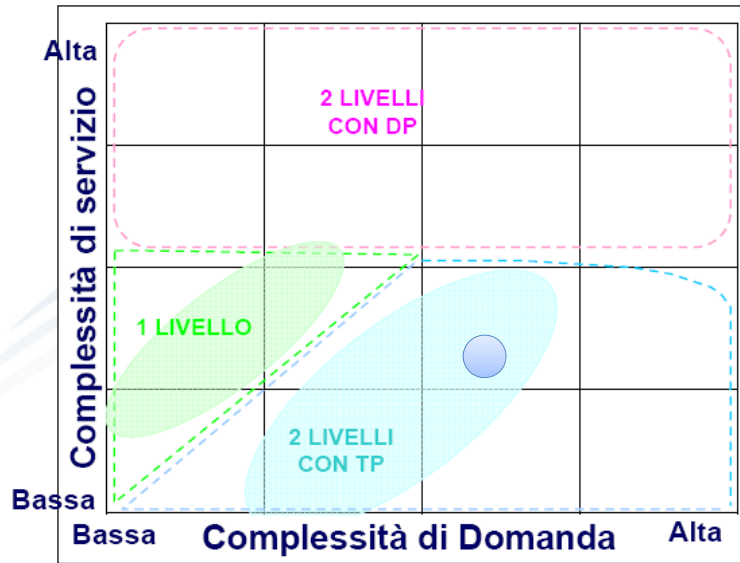 Alta
Complessità di servizio
2 LIVELLI
CON DP
1 LIVELLO
2 LIVELLI
CON TP
Bassa
Bassa
Complessità di Domanda
Alta